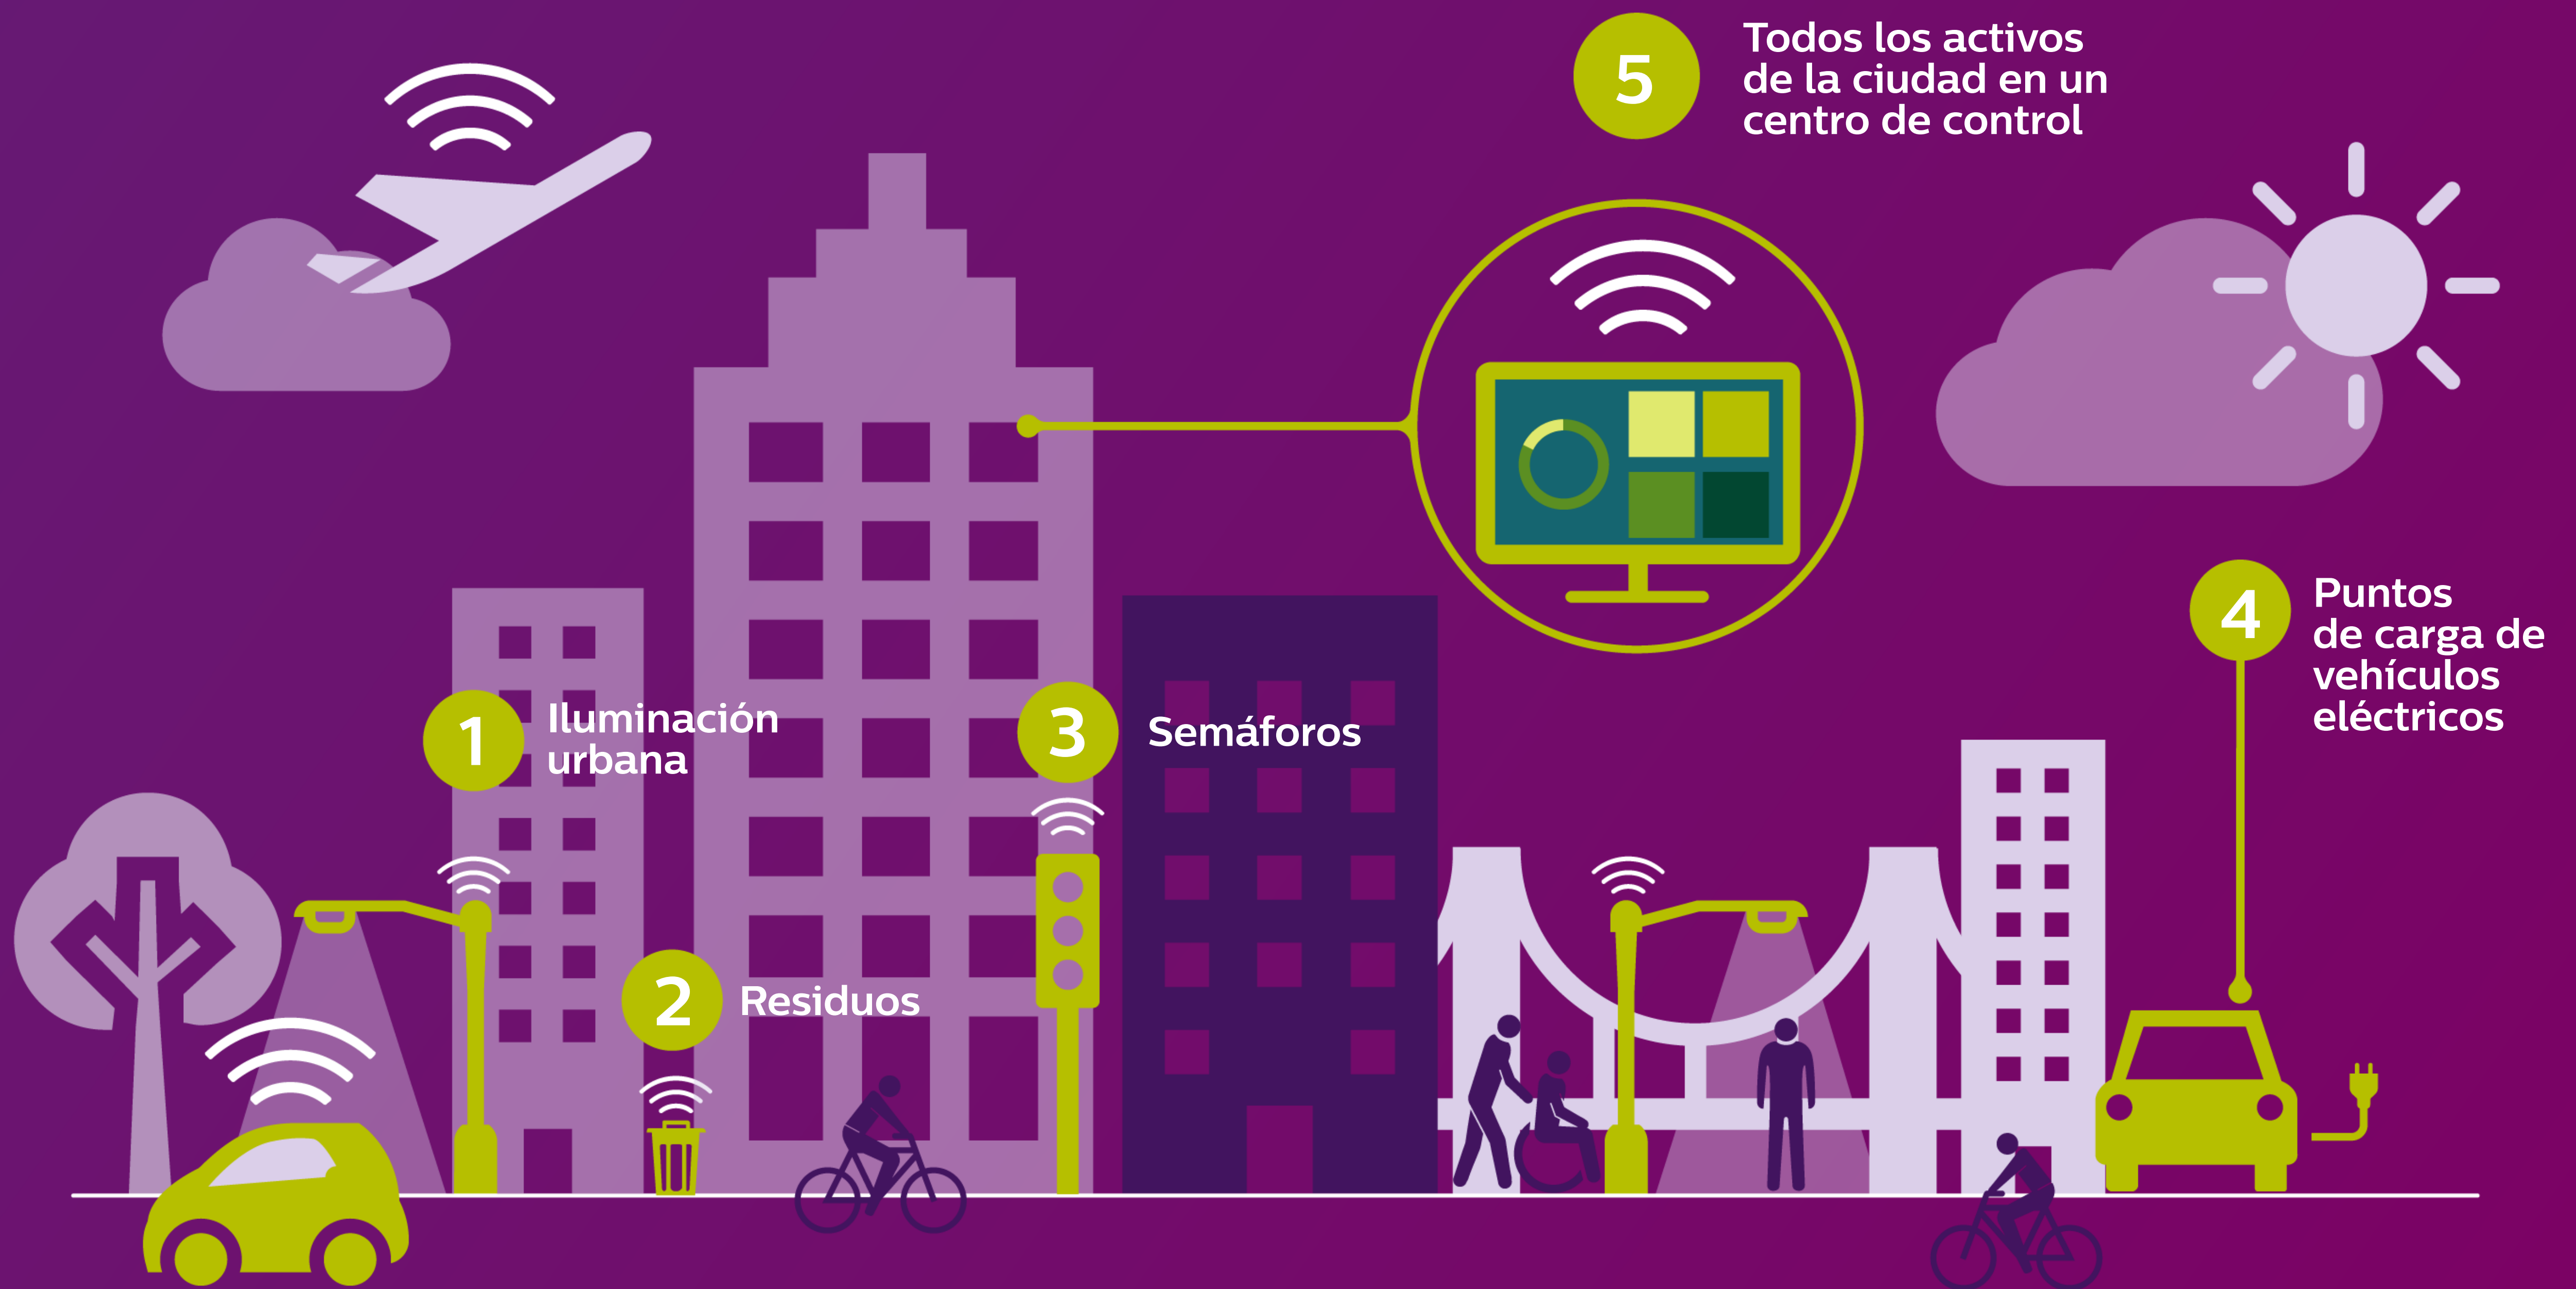 5
Todos los activos
de la ciudad en un
centro de control
4
Puntos
de carga de
vehículos
eléctricos
1
Iluminación
urbana
3
Semáforos
2
Residuos